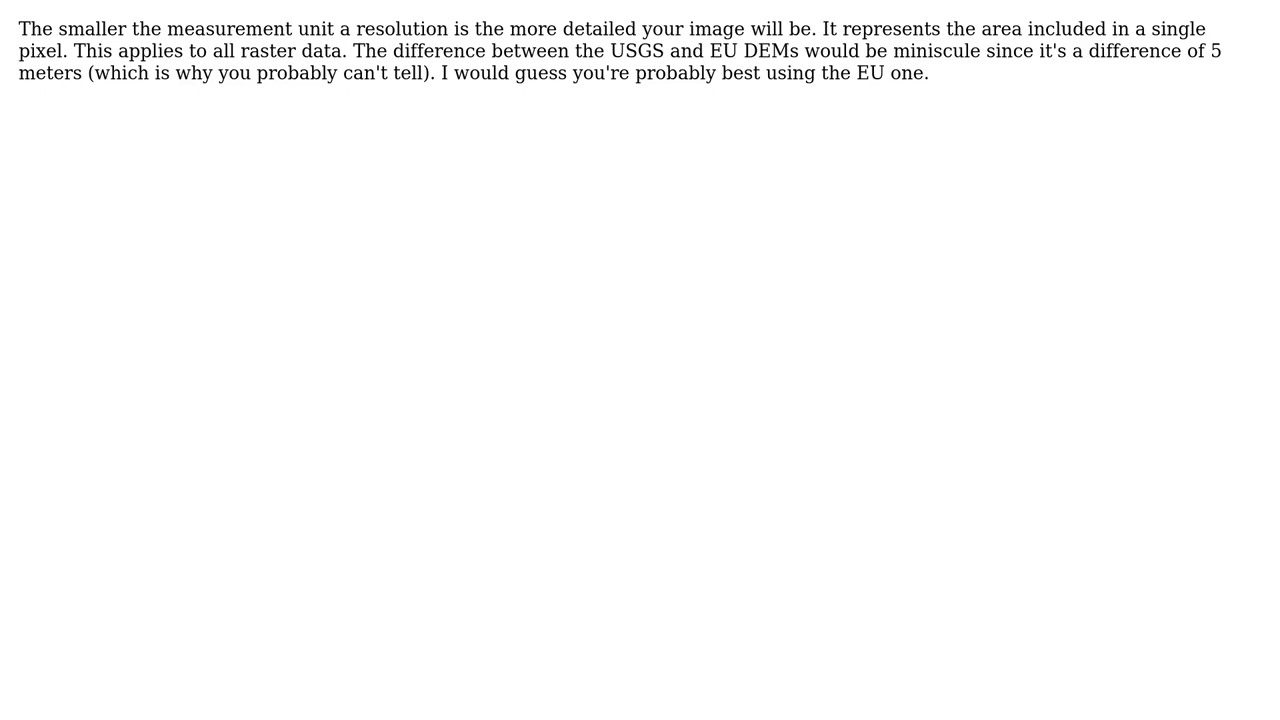 The smaller the measurement unit a resolution is the more detailed your image will be. It represents the area included in a single
pixel. This applies to all raster data. The difference between the USGS and EU DEMs would be miniscule since it's a difference of 5
meters (which is why you probably can't tell). I would guess you're probably best using the EU one.